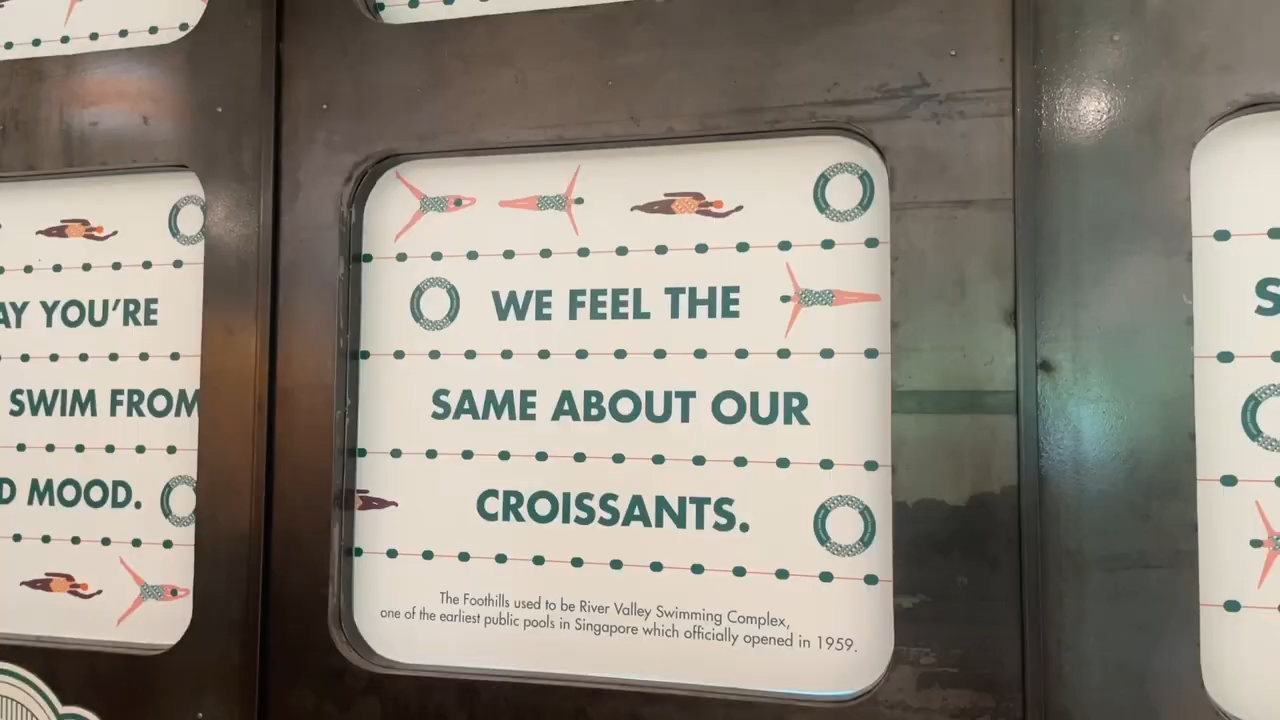 AY YOU'RE
SWIM FROM
D MOOD.
WE FEEL THE
SAME ABOUT OUR
CROISSANTS.
The Foothills used to be River Valley Swimming Complex,
one of the earliest public pools in Singapore which officially opened in 1959.
S